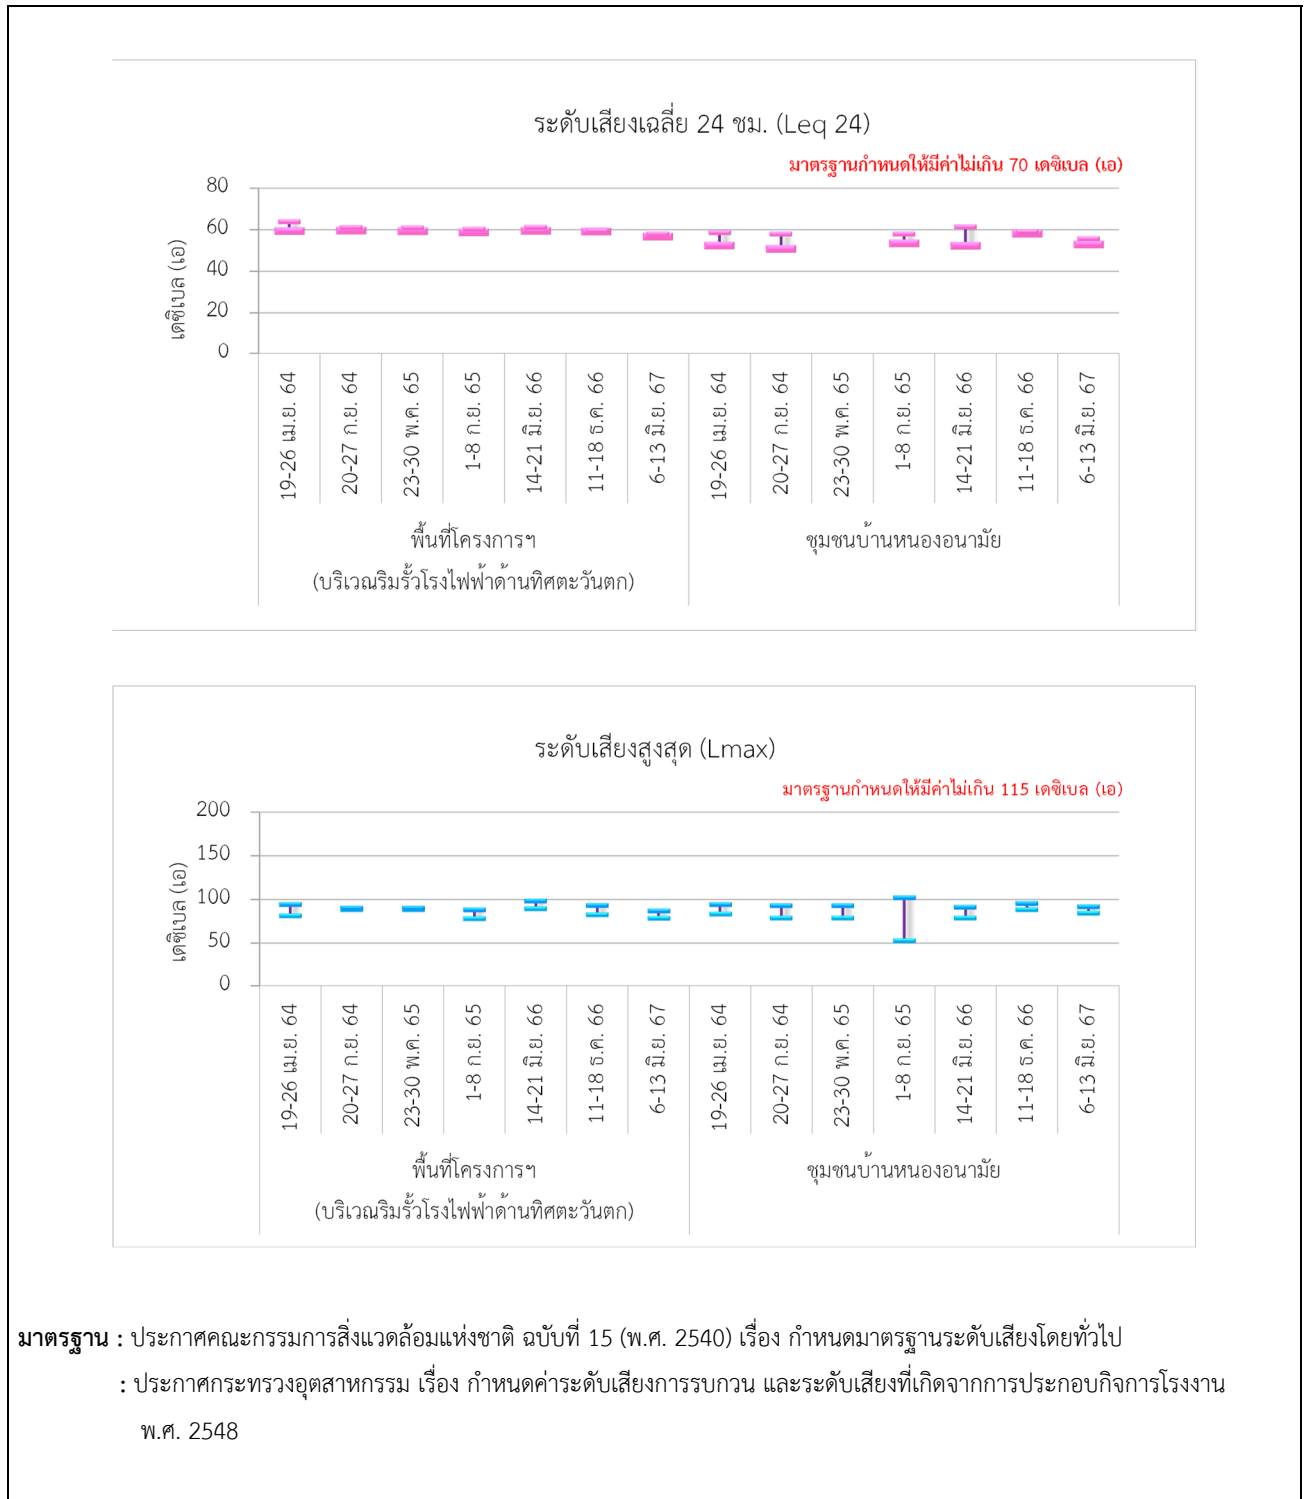 ระดับเสียงเฉลี่ย 24 ชม. (Leq 24)
มาตรฐานกำหนดให้มีค่าไม่เกิน 70 เดซิเบล (เอ)
เดซิเบล (เอ)
80
60
40
20
0
19-26 เม.ย. 64
20-27 ก.ย. 64
23-30 พ.ค. 65
1-8 ก.ย. 65
14-21 มิ.ย. 66
11-18 ธ.ค. 66
6-13 มิ.ย. 67
19-26 เม.ย. 64
20-27 ก.ย. 64
23-30 พ.ค. 65
1-8 ก.ย. 65
14-21 มิ.ย. 66
11-18 ธ.ค. 66
6-13 มิ.ย. 67
พื้นที่โครงการฯ
(บริเวณริมรั้วโรงไฟฟ้าด้านทิศตะวันตก)
ชุมชนบ้านหนองอนามัย
ระดับเสียงสูงสุด (Lmax)
มาตรฐานกำหนดให้มีค่าไม่เกิน 115 เดซิเบล (เอ)
เดซิเบล (เอ)
200
150
100
50
0
19-26 เม.ย. 64
20-27 ก.ย. 64
23-30 พ.ค. 65
1-8 ก.ย. 65
14-21 มิ.ย. 66
11-18 ธ.ค. 66
6-13 มิ.ย. 67
19-26 เม.ย. 64
20-27 ก.ย. 64
23-30 พ.ค. 65
1-8 ก.ย. 65
14-21 มิ.ย. 66
11-18 ธ.ค. 66
6-13 มิ.ย. 67
พื้นที่โครงการฯ
(บริเวณริมรั้วโรงไฟฟ้าด้านทิศตะวันตก)
ชุมชนบ้านหนองอนามัย
มาตรฐาน : ประกาศคณะกรรมการสิ่งแวดล้อมแห่งชาติ ฉบับที่ 15 (พ.ศ. 2540) เรื่อง กำหนดมาตรฐานระดับเสียงโดยทั่วไป
: ประกาศกระทรวงอุตสาหกรรม เรื่อง กำหนดค่าระดับเสียงการรบกวน และระดับเสียงที่เกิดจากการประกอบกิจการโรงงาน
พ.ศ. 2548